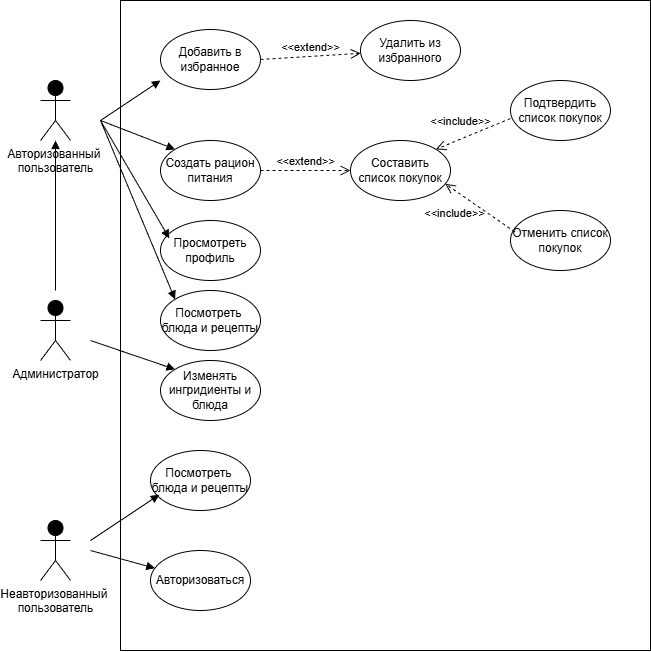 Добавить в
избранное
<<extend>>
Удалить из
избранного
Авторизованный
пользователь
Создать рацион
питания
<<extend>>
Составить
список покупок
<<include>>
Подтвердить
список покупок
<<include>>
Отменить список
покупок
Просмотреть
профиль
Посмотреть
блюда и рецепты
Администратор
Изменять
ингридиенты и
блюда
Посмотреть
блюда и рецепты
Неавторизованный
пользователь
Авторизоваться